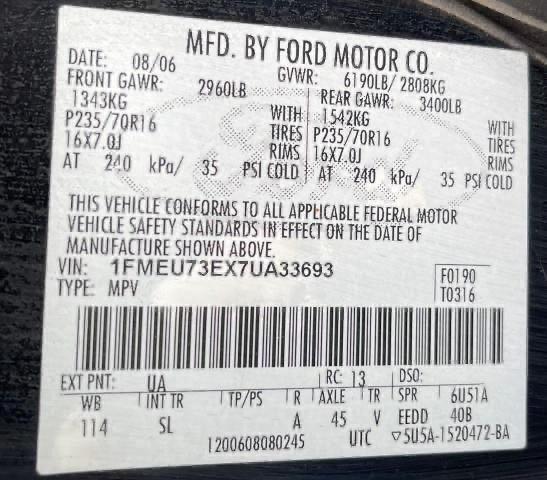 MFD. BY FORD MOTOR CO.
DATE: 08/06 GVWR: 6190LB/ 2808KG
FRONT GAWR: 2960LB REAR GAWR: 3400LB
1343KG WITH 1542KG WITH
P235/70R16 TIRES P235/70R16 TIRES
16X7.0J RIMS 16X7.0J RIMS
AT 240 kPa/ 35 PSI COLD AT 240 kPa/ 35 PSI COLD
THIS VEHICLE CONFORMS TO ALL APPLICABLE FEDERAL MOTOR
VEHICLE SAFETY STANDARDS IN EFFECT ON THE DATE OF
MANUFACTURE SHOWN ABOVE.
VIN: 1FMEU73EX7UA33693
TYPE: MPV
F0190
T0316
EXT PNT: UA RC: 13 DSO:
WB INT TR TP/PS R AXLE TR SPR 6U51A
114 SL A 45 V EEDD 40B
1200608080245 UTC ▽5U5A-1520472-BA